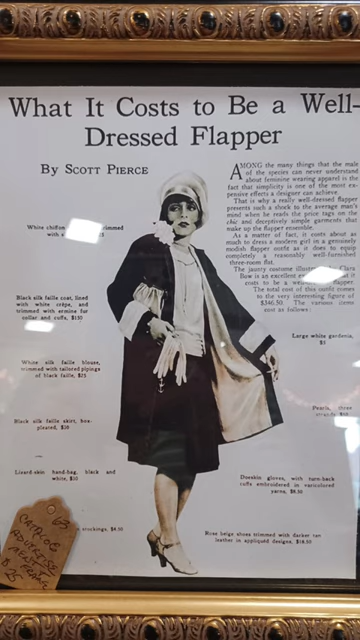 What It Costs to Be a Well-
Dressed Flapper
By SCOTT PIERCE
AMONG the many things that the male
of the species can never understand
about feminine wearing apparel is the
fact that simplicity is one of the most ex-
pensive effects a designer can achieve.
That is why a really well-dressed flapper
presents such a shock to the average man's
mind when he reads the price tags on the
chic and deceptively simple garments that
make up the flapper ensemble.
As a matter of fact, it costs about as
much to dress a modern girl in a genuinely
modish flapper outfit as it does to equip
completely a reasonably well-furnished
three-room flat.
The jaunty costume Clara
Bow is an excellent
costs to be a
The total cost of this outfit comes
to the very interesting figure of
$346.50. The various items
cost as follows:
White chiffon trimmed
with
Black silk faille coat, lined
with white crêpe, and
trimmed with ermine fur
collar and cuffs, $150
White silk faille blouse,
trimmed with tailored pipings
of black faille, $25
Black silk faille skirt, box-
pleated, $28
Lizard-skin hand-bag, black and
white, $20
stockings, $4.50
Large white gardenia,
Pearls, three
Doeskin gloves, with turn-back
cuffs embroidered in varicolored
yarns, $8.50
Rose beige shoes trimmed with darker tan
leather in appliquéd designs, $18.50
63
CATALOG